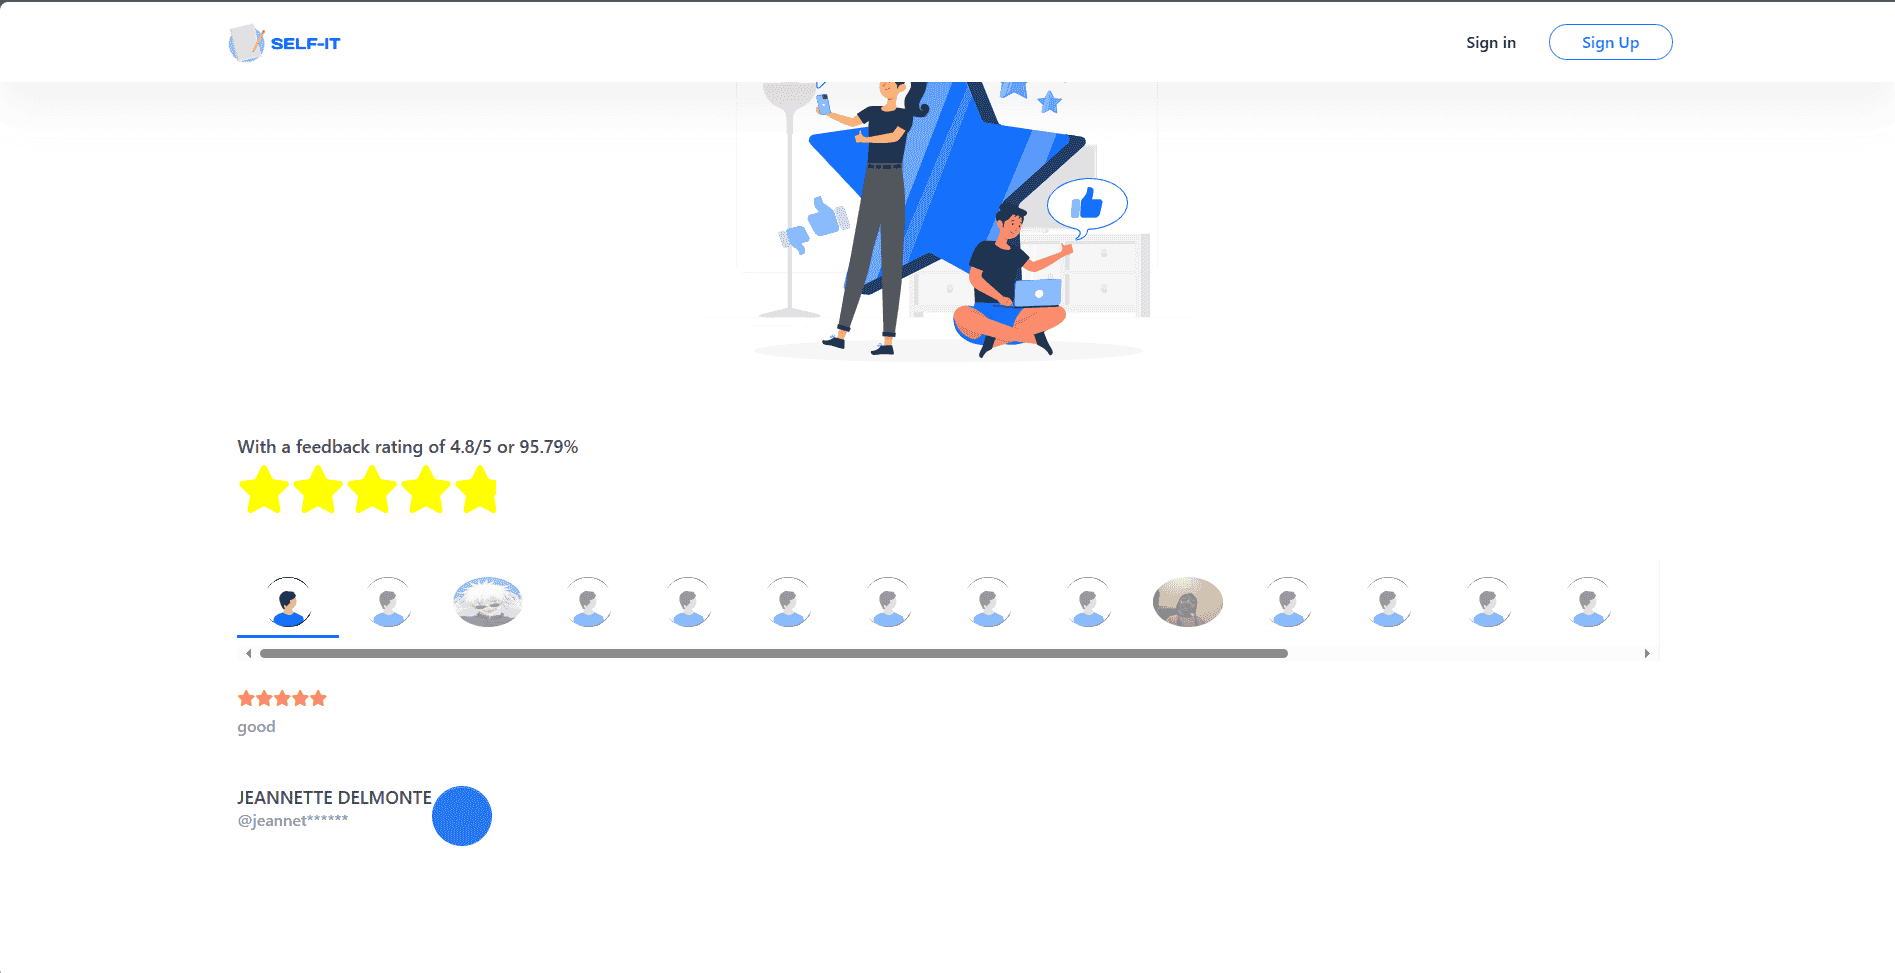 SELF-IT
Sign in
Sign Up
With a feedback rating of 4.8/5 or 95.79%
good
JEANNETTE DELMONTE
@jeannet******